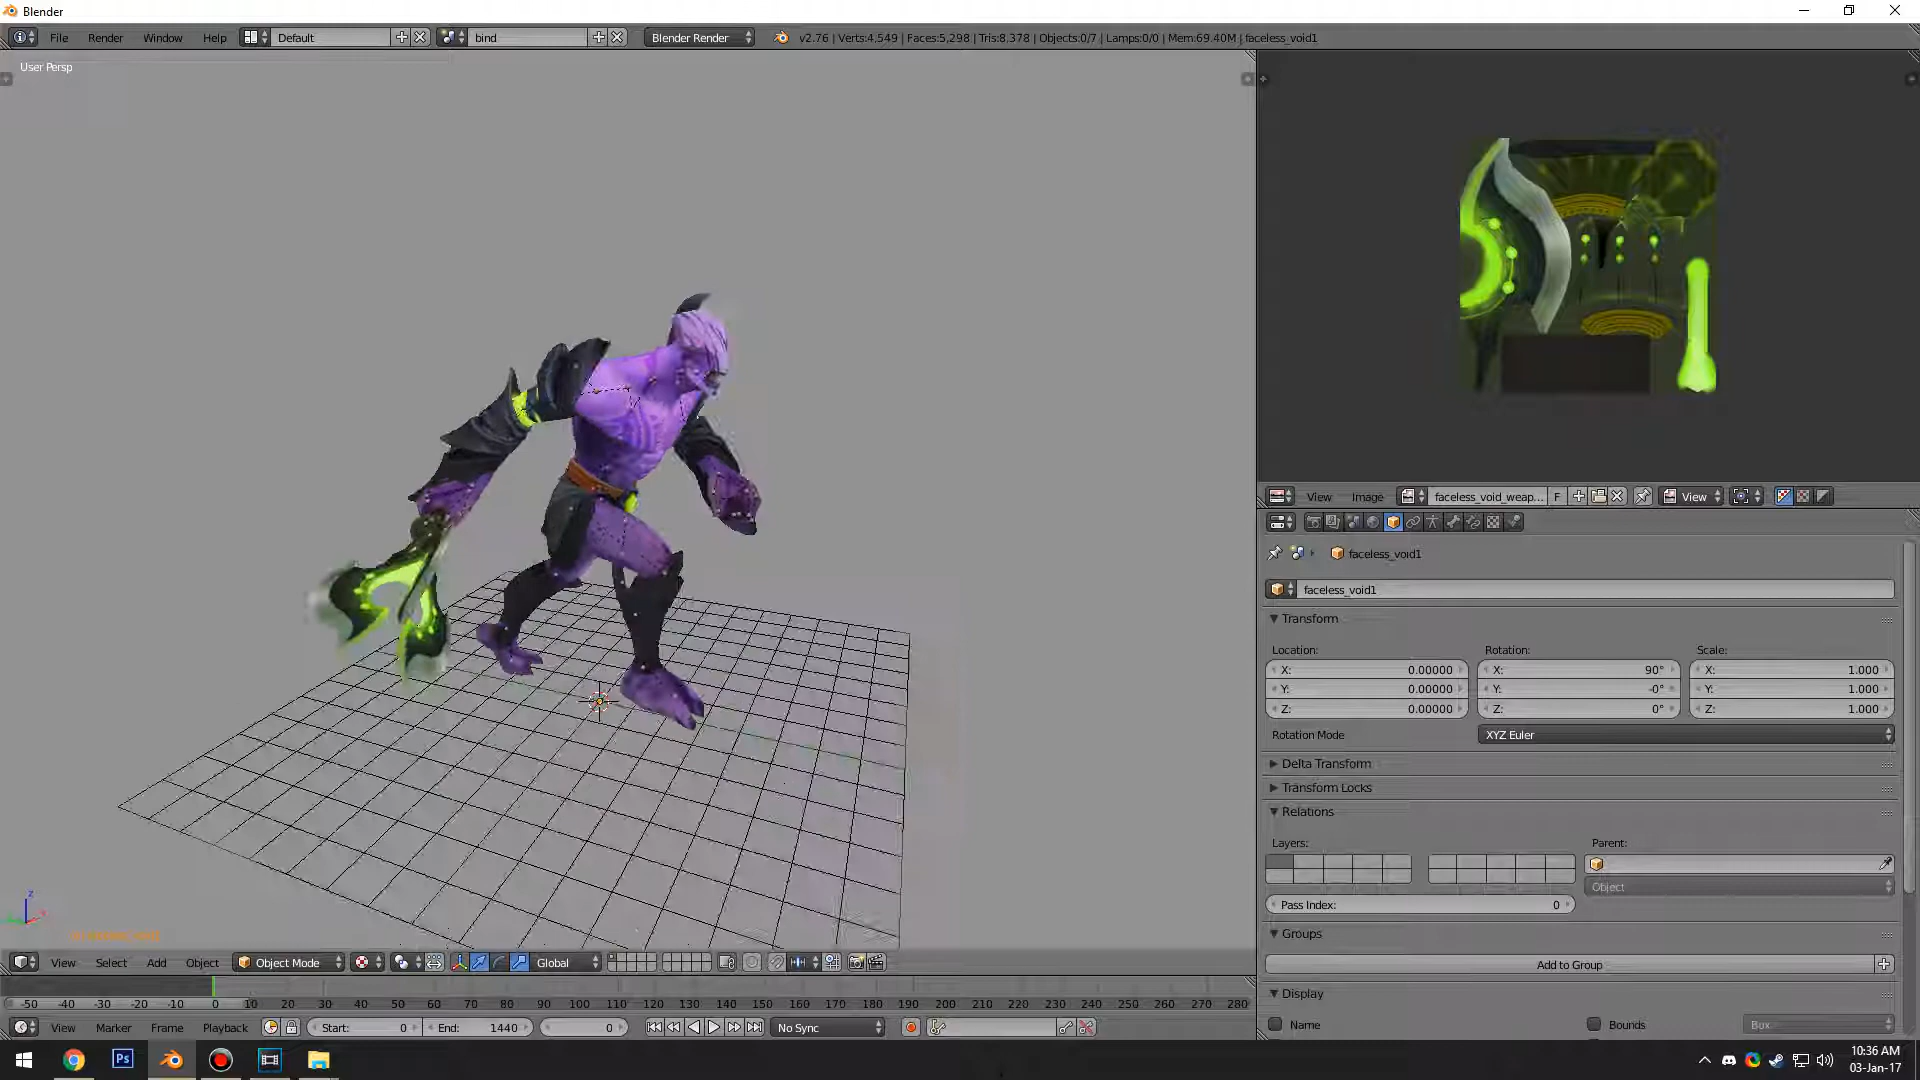 Blender
File Render Window Help Default bind Blender Render v2.76 | Verts:4,549 | Faces:5,298 | Tris:8,378 | Objects:0/7 | Lamps:0/0 | Mem:69.40M | faceless_void1
User Persp
View Image faceless_void_weap... F View
faceless_void1
faceless_void1
Transform
Location: Rotation: Scale:
X: 0.00000 X: 90° X: 1.000
Y: 0.00000 Y: -0° Y: 1.000
Z: 0.00000 Z: 0° Z: 1.000
Rotation Mode XYZ Euler
Delta Transform
Transform Locks
Relations
Layers: Parent:
Object
Pass Index: 0
Groups
Add to Group
Display
Name Bounds Box
z
View Select Add Object Object Mode Global
-50 -40 -30 -20 -10 0 10 20 30 40 50 60 70 80 90 100 110 120 130 140 150 160 170 180 190 200 210 220 230 240 250 260 270 280
View Marker Frame Playback Start: 0 End: 1440 0 No Sync
Ps
10:36 AM
03-Jan-17